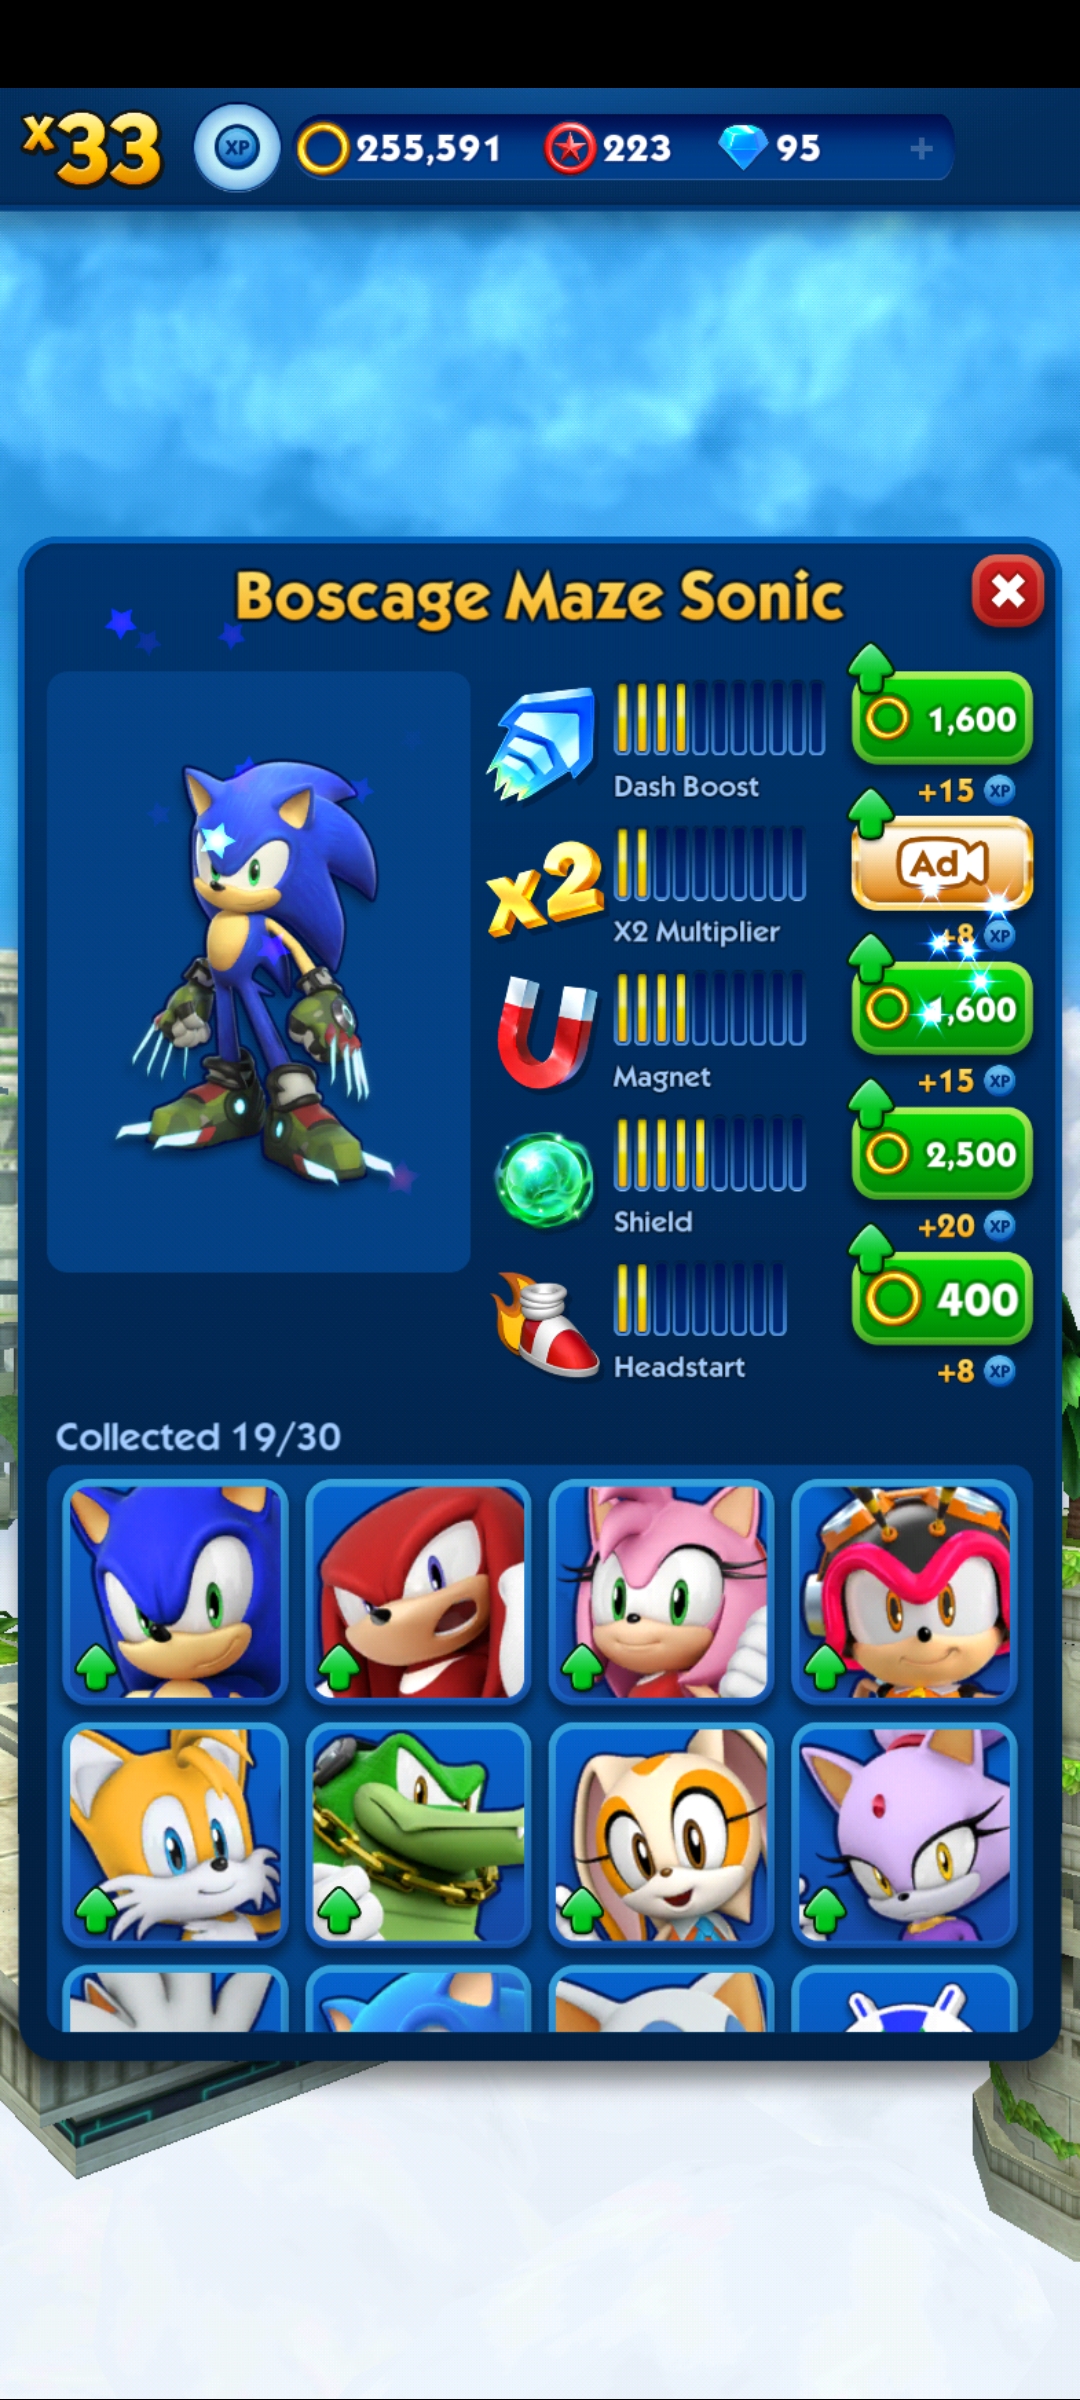 x33 XP 255,591 223 95 +
Boscage Maze Sonic
1,600
Dash Boost +15 XP
x2 Ad
X2 Multiplier +8 XP
1,600
Magnet +15 XP
2,500
Shield +20 XP
400
Headstart +8 XP
Collected 19/30